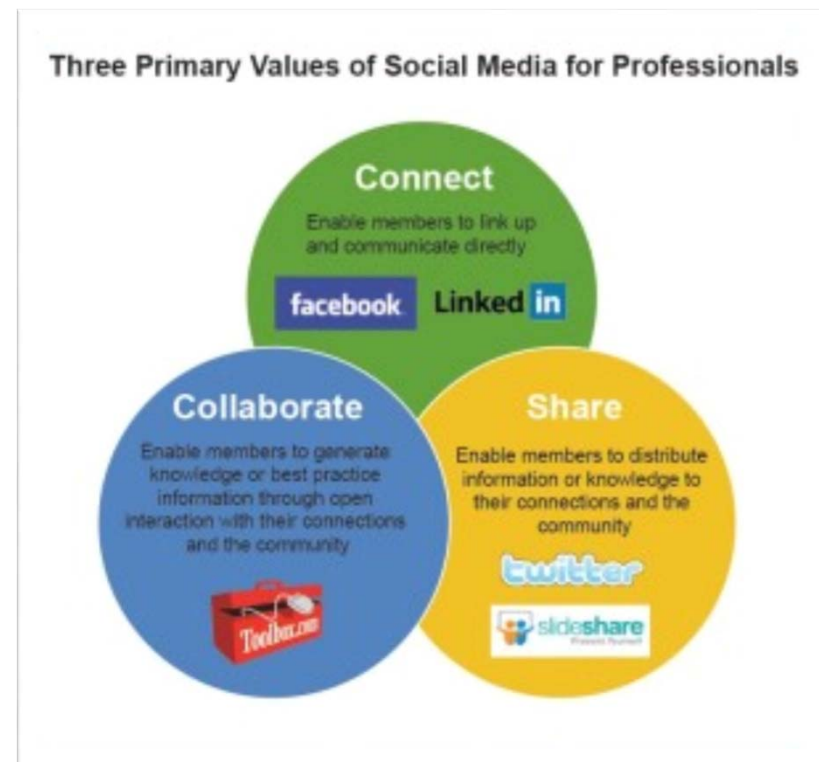 Three Primary Values of Social Media for Professionals
Connect
Enable members to link up
and communicate directly
facebook
Linked in
Collaborate
Enable members to generate
knowledge or best practice
information through open
interaction with their connections
and the community
Toolbox.com
Share
Enable members to distribute
information or knowledge to
their connections and the
community
twitter
slideshare
Present Yourself